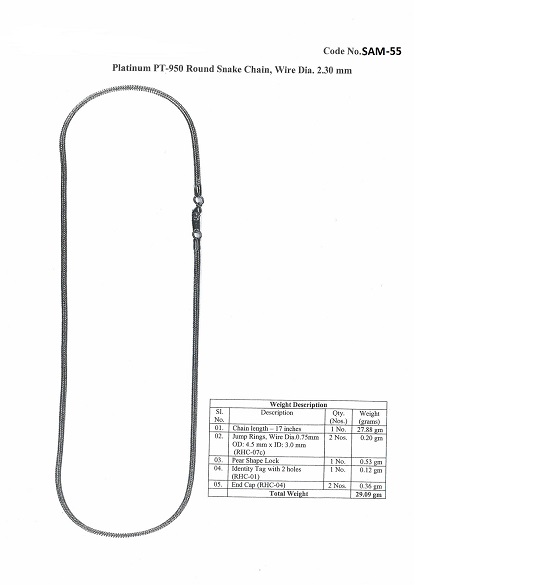 Code No.SAM-55
Platinum PT-950 Round Snake Chain, Wire Dia. 2.30 mm
Weight Description
Sl. No. Description Qty. (Nos.) Weight (grams)
01. Chain length – 17 inches 1 No. 27.88 gm
02. Jump Rings, Wire Dia.0.75mm 2 Nos. 0.20 gm
OD: 4.5 mm x ID: 3.0 mm
(RHC-07c)
03. Pear Shape Lock 1 No. 0.53 gm
04. Identity Tag with 2 holes 1 No. 0.12 gm
(RHC-01)
05. End Cap (RHC-04) 2 Nos. 0.36 gm
Total Weight 29.09 gm